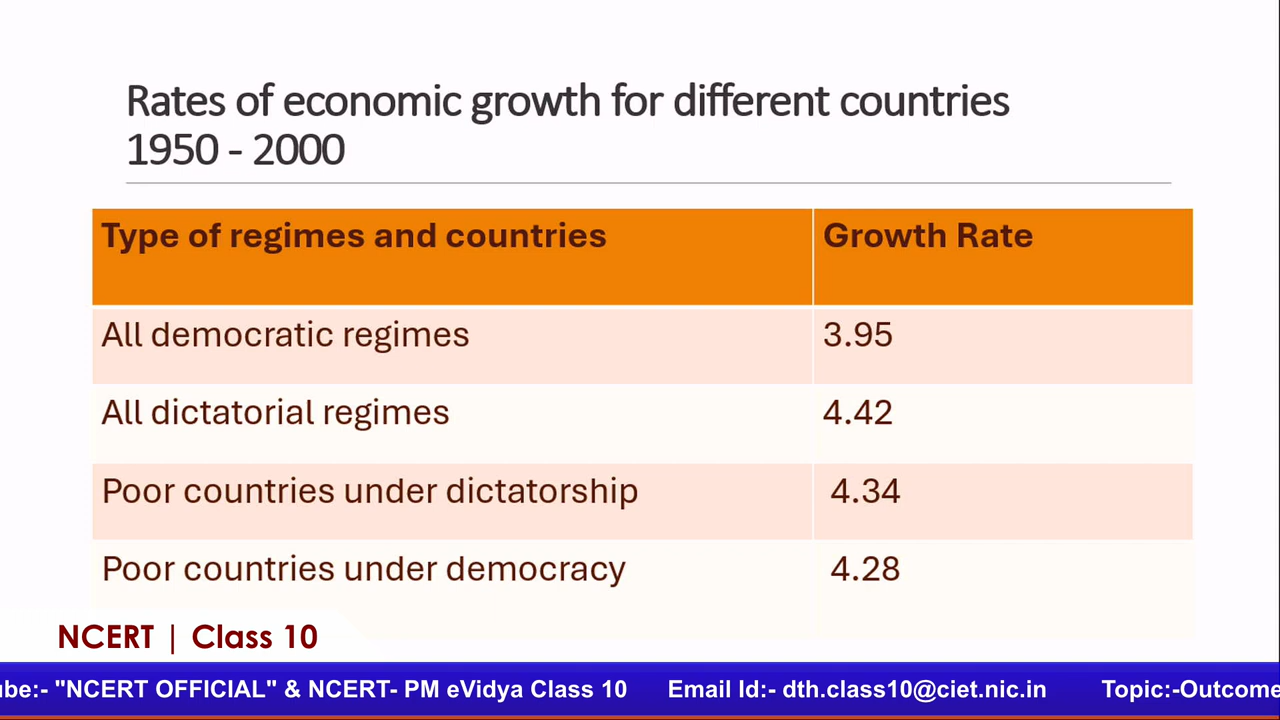 Rates of economic growth for different countries
1950 - 2000
Type of regimes and countries Growth Rate
All democratic regimes 3.95
All dictatorial regimes 4.42
Poor countries under dictatorship 4.34
Poor countries under democracy 4.28
NCERT | Class 10
:- "NCERT OFFICIAL" & NCERT- PM eVidya Class 10 Email Id:- dth.class10@ciet.nic.in Topic:-